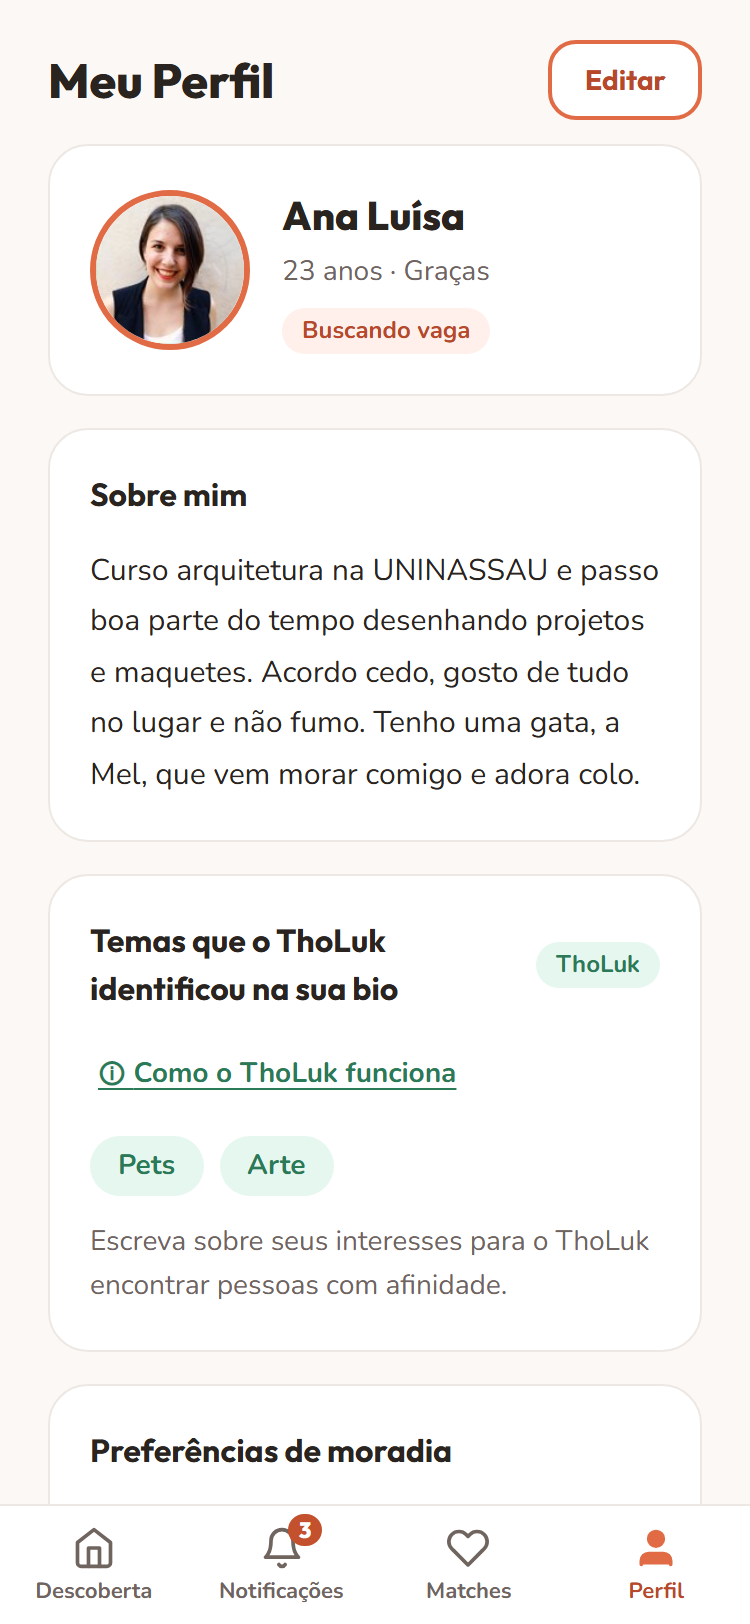 Meu Perfil
Editar
Ana Luísa
23 anos · Graças
Buscando vaga
Sobre mim
Curso arquitetura na UNINASSAU e passo
boa parte do tempo desenhando projetos
e maquetes. Acordo cedo, gosto de tudo
no lugar e não fumo. Tenho uma gata, a
Mel, que vem morar comigo e adora colo.
Temas que o ThoLuk
identificou na sua bio
ThoLuk
Como o ThoLuk funciona
Pets
Arte
Escreva sobre seus interesses para o ThoLuk
encontrar pessoas com afinidade.
Preferências de moradia
3
Descoberta
Notificações
Matches
Perfil